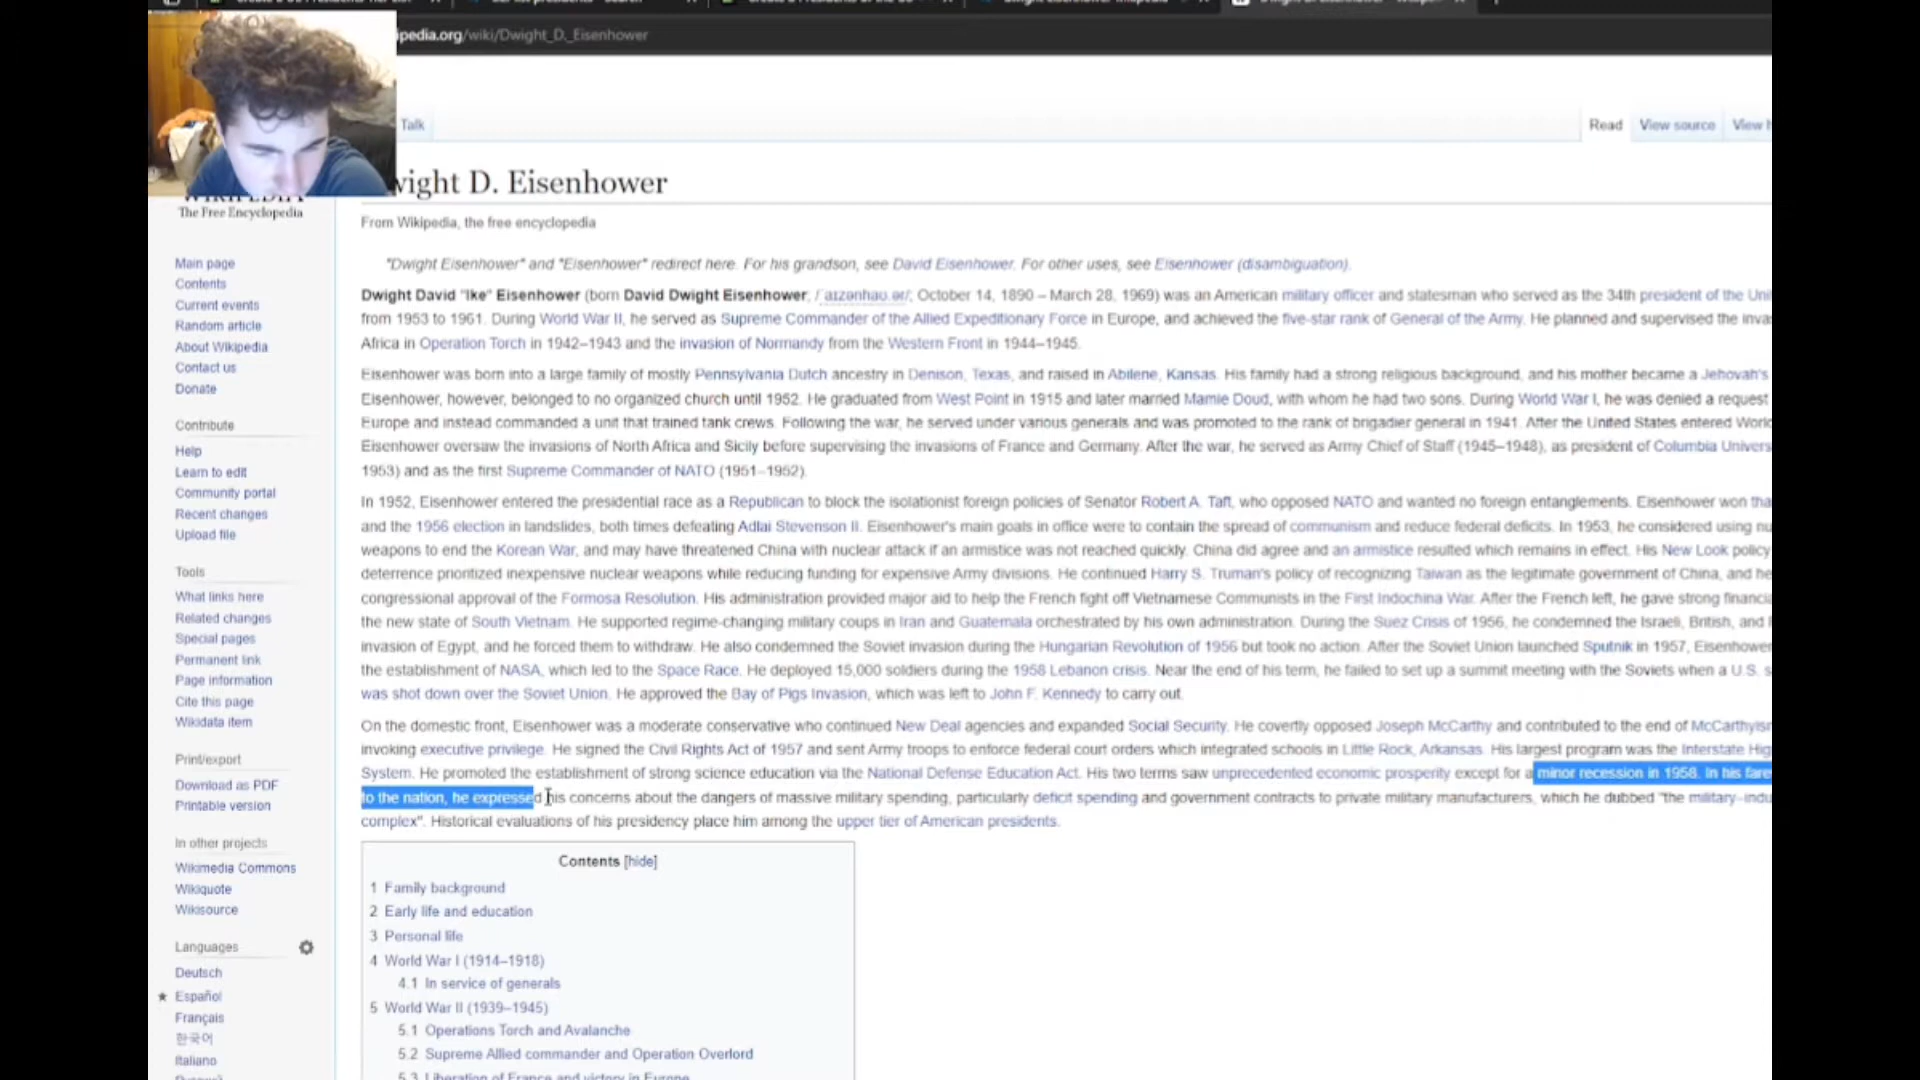 ipedia.org/wiki/Dwight_D._Eisenhower
Talk
Read
View source
View h
wight D. Eisenhower
The Free Encyclopedia
From Wikipedia, the free encyclopedia
"Dwight Eisenhower" and "Eisenhower" redirect here. For his grandson, see David Eisenhower. For other uses, see Eisenhower (disambiguation).
Dwight David "Ike" Eisenhower (born David Dwight Eisenhower; /ˈaɪzənhaʊ.ər/; October 14, 1890 – March 28, 1969) was an American military officer and statesman who served as the 34th president of the Uni
from 1953 to 1961. During World War II, he served as Supreme Commander of the Allied Expeditionary Force in Europe, and achieved the five-star rank of General of the Army. He planned and supervised the inva
Africa in Operation Torch in 1942–1943 and the invasion of Normandy from the Western Front in 1944–1945.
Eisenhower was born into a large family of mostly Pennsylvania Dutch ancestry in Denison, Texas, and raised in Abilene, Kansas. His family had a strong religious background, and his mother became a Jehovah's
Eisenhower, however, belonged to no organized church until 1952. He graduated from West Point in 1915 and later married Mamie Doud, with whom he had two sons. During World War I, he was denied a request
Europe and instead commanded a unit that trained tank crews. Following the war, he served under various generals and was promoted to the rank of brigadier general in 1941. After the United States entered Worl
Eisenhower oversaw the invasions of North Africa and Sicily before supervising the invasions of France and Germany. After the war, he served as Army Chief of Staff (1945–1948), as president of Columbia Univers
1953) and as the first Supreme Commander of NATO (1951–1952).
In 1952, Eisenhower entered the presidential race as a Republican to block the isolationist foreign policies of Senator Robert A. Taft, who opposed NATO and wanted no foreign entanglements. Eisenhower won tha
and the 1956 election in landslides, both times defeating Adlai Stevenson II. Eisenhower's main goals in office were to contain the spread of communism and reduce federal deficits. In 1953, he considered using nu
weapons to end the Korean War, and may have threatened China with nuclear attack if an armistice was not reached quickly. China did agree and an armistice resulted which remains in effect. His New Look policy
deterrence prioritized inexpensive nuclear weapons while reducing funding for expensive Army divisions. He continued Harry S. Truman's policy of recognizing Taiwan as the legitimate government of China, and he
congressional approval of the Formosa Resolution. His administration provided major aid to help the French fight off Vietnamese Communists in the First Indochina War. After the French left, he gave strong financia
the new state of South Vietnam. He supported regime-changing military coups in Iran and Guatemala orchestrated by his own administration. During the Suez Crisis of 1956, he condemned the Israeli, British, and
invasion of Egypt, and he forced them to withdraw. He also condemned the Soviet invasion during the Hungarian Revolution of 1956 but took no action. After the Soviet Union launched Sputnik in 1957, Eisenhower
the establishment of NASA, which led to the Space Race. He deployed 15,000 soldiers during the 1958 Lebanon crisis. Near the end of his term, he failed to set up a summit meeting with the Soviets when a U.S. s
was shot down over the Soviet Union. He approved the Bay of Pigs Invasion, which was left to John F. Kennedy to carry out.
On the domestic front, Eisenhower was a moderate conservative who continued New Deal agencies and expanded Social Security. He covertly opposed Joseph McCarthy and contributed to the end of McCarthyism
invoking executive privilege. He signed the Civil Rights Act of 1957 and sent Army troops to enforce federal court orders which integrated schools in Little Rock, Arkansas. His largest program was the Interstate Hig
System. He promoted the establishment of strong science education via the National Defense Education Act. His two terms saw unprecedented economic prosperity except for a minor recession in 1958. In his fare
to the nation, he expressed his concerns about the dangers of massive military spending, particularly deficit spending and government contracts to private military manufacturers, which he dubbed "the military–indu
complex". Historical evaluations of his presidency place him among the upper tier of American presidents.
Main page
Contents
Current events
Random article
About Wikipedia
Contact us
Donate
Contribute
Help
Learn to edit
Community portal
Recent changes
Upload file
Tools
What links here
Related changes
Special pages
Permanent link
Page information
Cite this page
Wikidata item
Print/export
Download as PDF
Printable version
In other projects
Wikimedia Commons
Wikiquote
Wikisource
Languages
Deutsch
Español
Français
한국어
Italiano
Contents [hide]
1 Family background
2 Early life and education
3 Personal life
4 World War I (1914–1918)
4.1 In service of generals
5 World War II (1939–1945)
5.1 Operations Torch and Avalanche
5.2 Supreme Allied commander and Operation Overlord
5.3 Liberation of France and victory in Europe